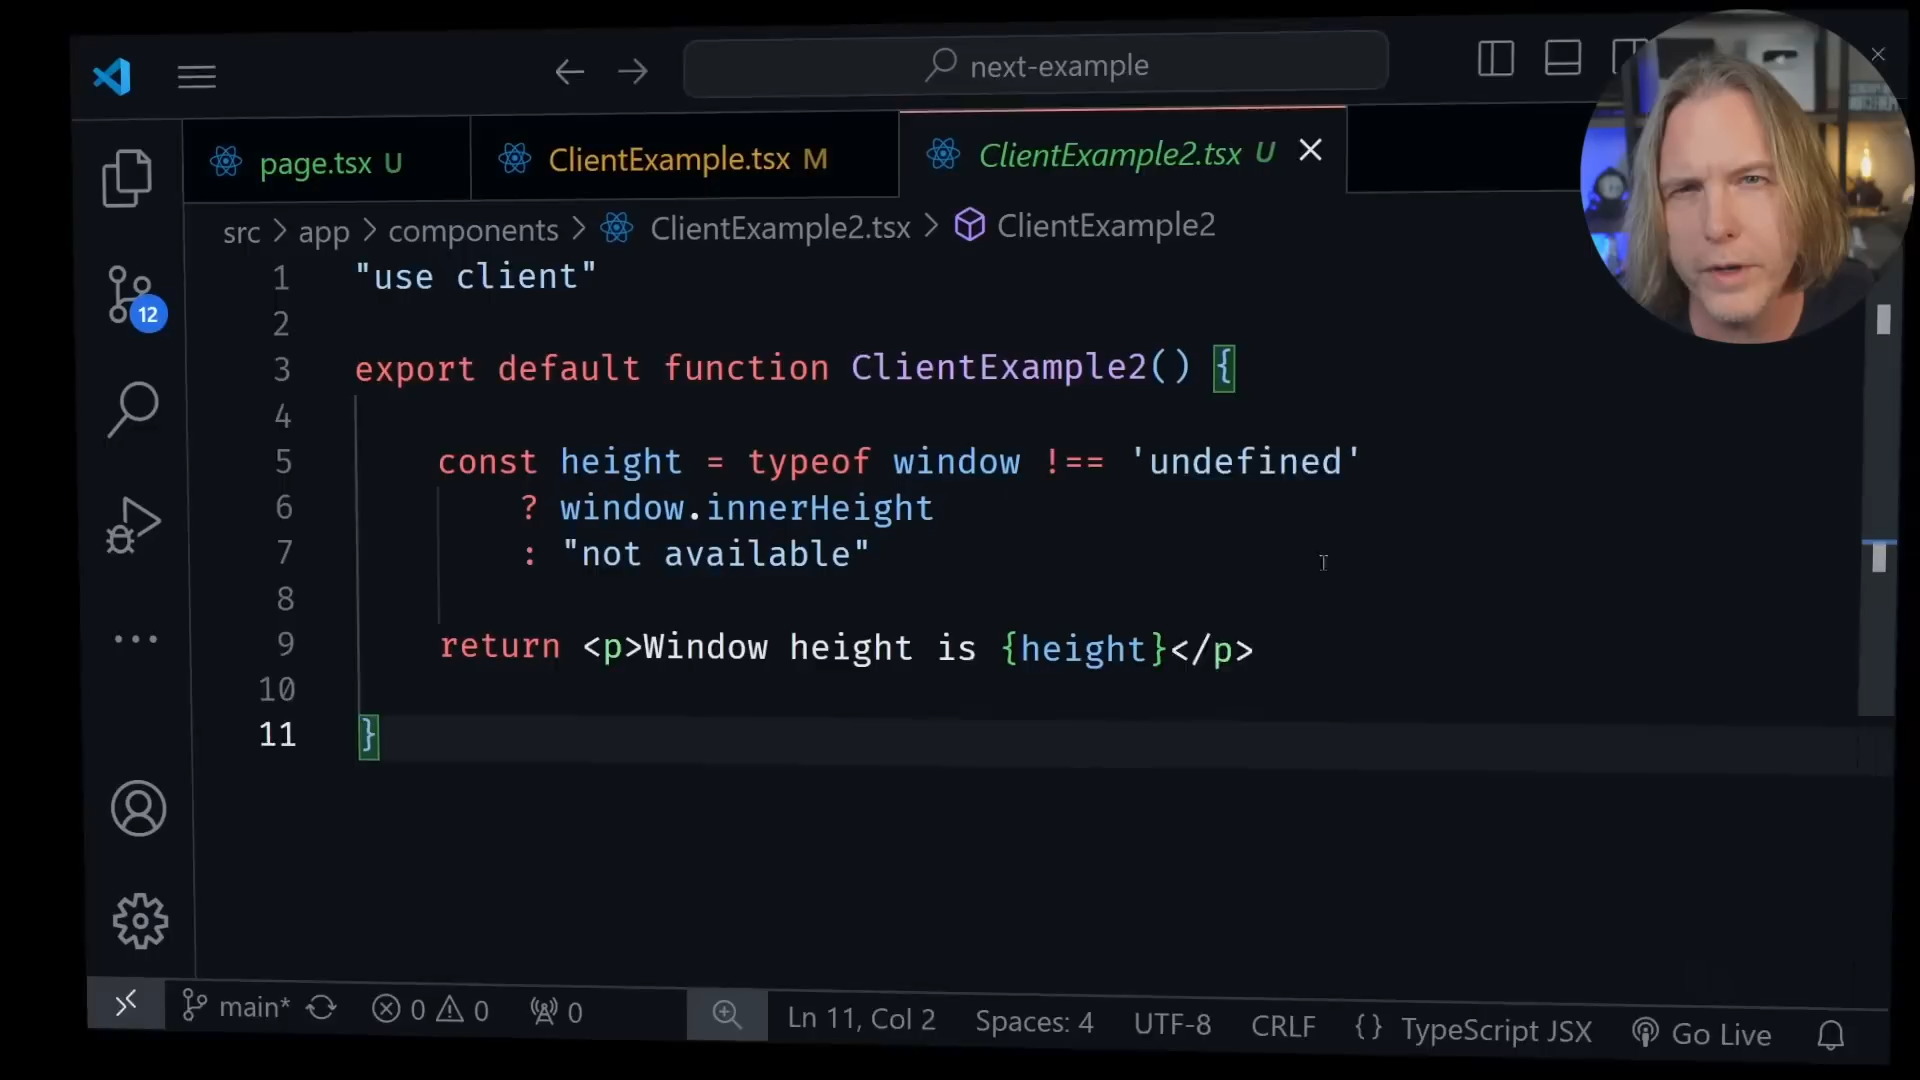 next-example
page.tsx U
ClientExample.tsx M
ClientExample2.tsx U
src > app > components > ClientExample2.tsx > ClientExample2
1 "use client"
2
3 export default function ClientExample2() {
4
5 const height = typeof window !== 'undefined'
6 ? window.innerHeight
7 : "not available"
8
9 return <p>Window height is {height}</p>
10
11 }
12
main* 0 0 0 Ln 11, Col 2 Spaces: 4 UTF-8 CRLF {} TypeScript JSX Go Live